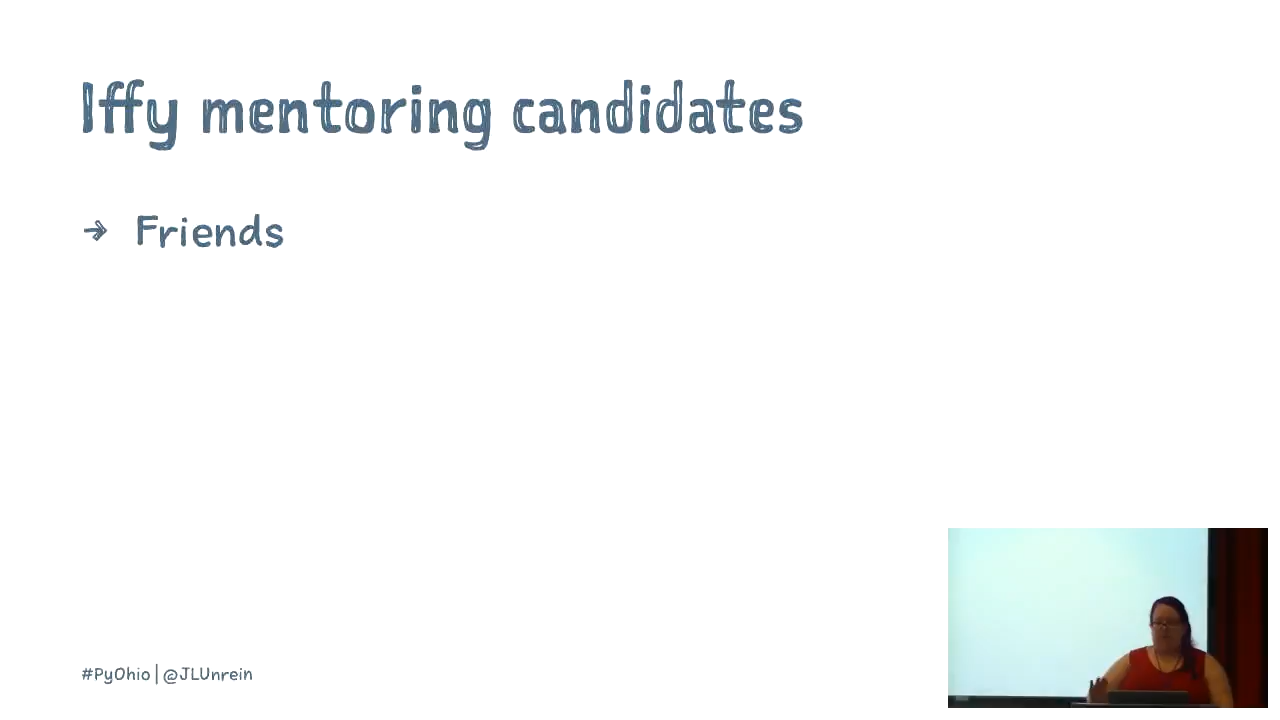 Iffy mentoring candidates
→ Friends
#PyOhio | @JLUnrein